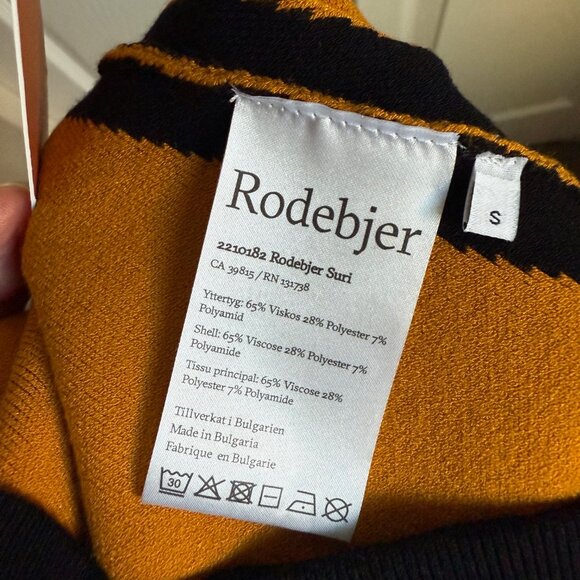 Rodebjer
S
2210182 Rodebjer Suri
CA 39815 / RN 131738
Yttertyg: 65% Viskos 28% Polyester 7%
Polyamid
Shell: 65% Viscose 28% Polyester 7%
Polyamide
Tissu principal: 65% Viscose 28%
Polyester 7% Polyamide
Tillverkat i Bulgarien
Made in Bulgaria
Fabrique en Bulgarie
30